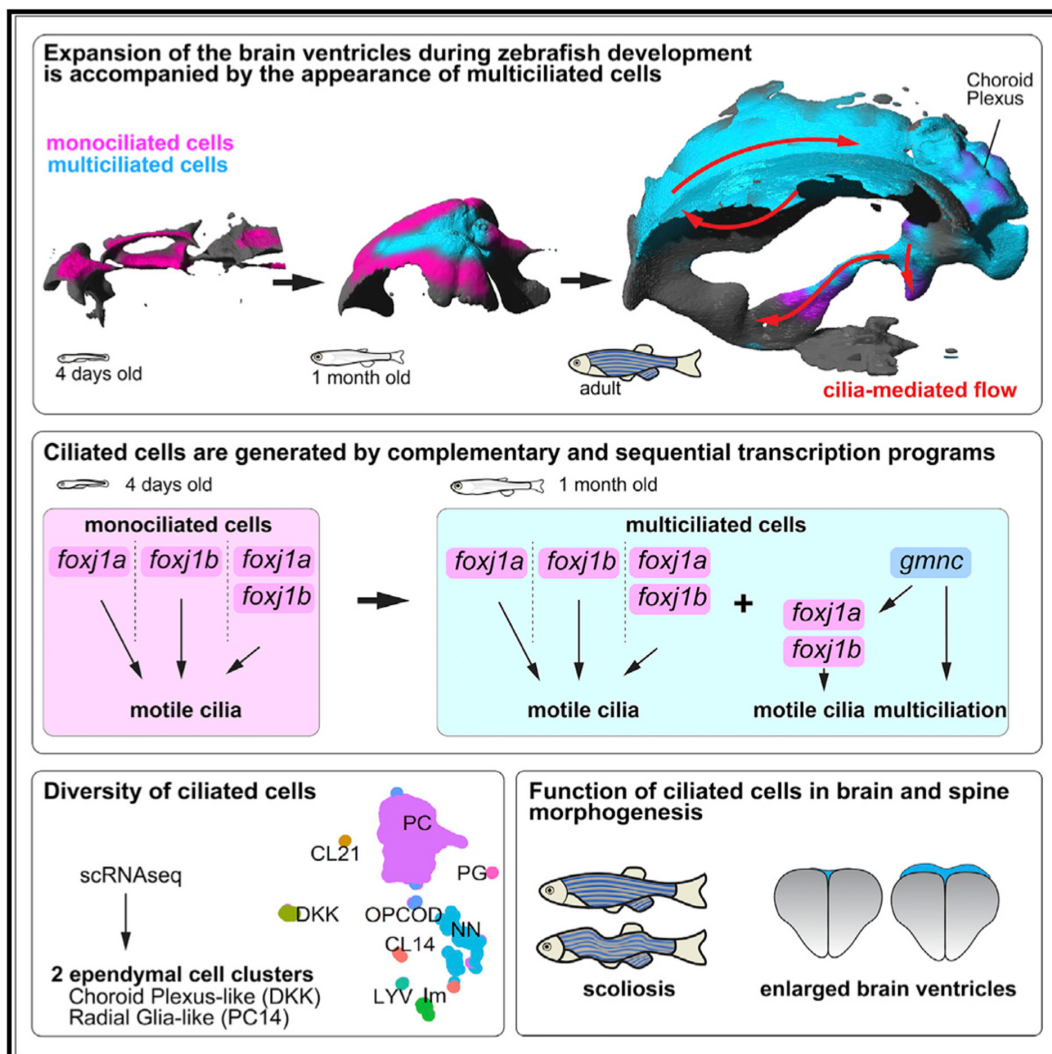 Expansion of the brain ventricles during zebrafish development
is accompanied by the appearance of multiciliated cells
Choroid
Plexus
monociliated cells
multiciliated cells
4 days old
1 month old
adult
cilia-mediated flow
Ciliated cells are generated by complementary and sequential transcription programs
4 days old
1 month old
monociliated cells
multiciliated cells
foxj1a foxj1b foxj1a
foxj1b
foxj1a foxj1b foxj1a
foxj1b
+
gmnc
foxj1a
foxj1b
motile cilia
motile cilia
motile cilia multiciliation
Diversity of ciliated cells
scRNAseq
2 ependymal cell clusters
Choroid Plexus-like (DKK)
Radial Glia-like (PC14)
PC
CL21
PG
DKK
OPCOD
NN
CL14
LYV
Im
Function of ciliated cells in brain and spine
morphogenesis
scoliosis
enlarged brain ventricles